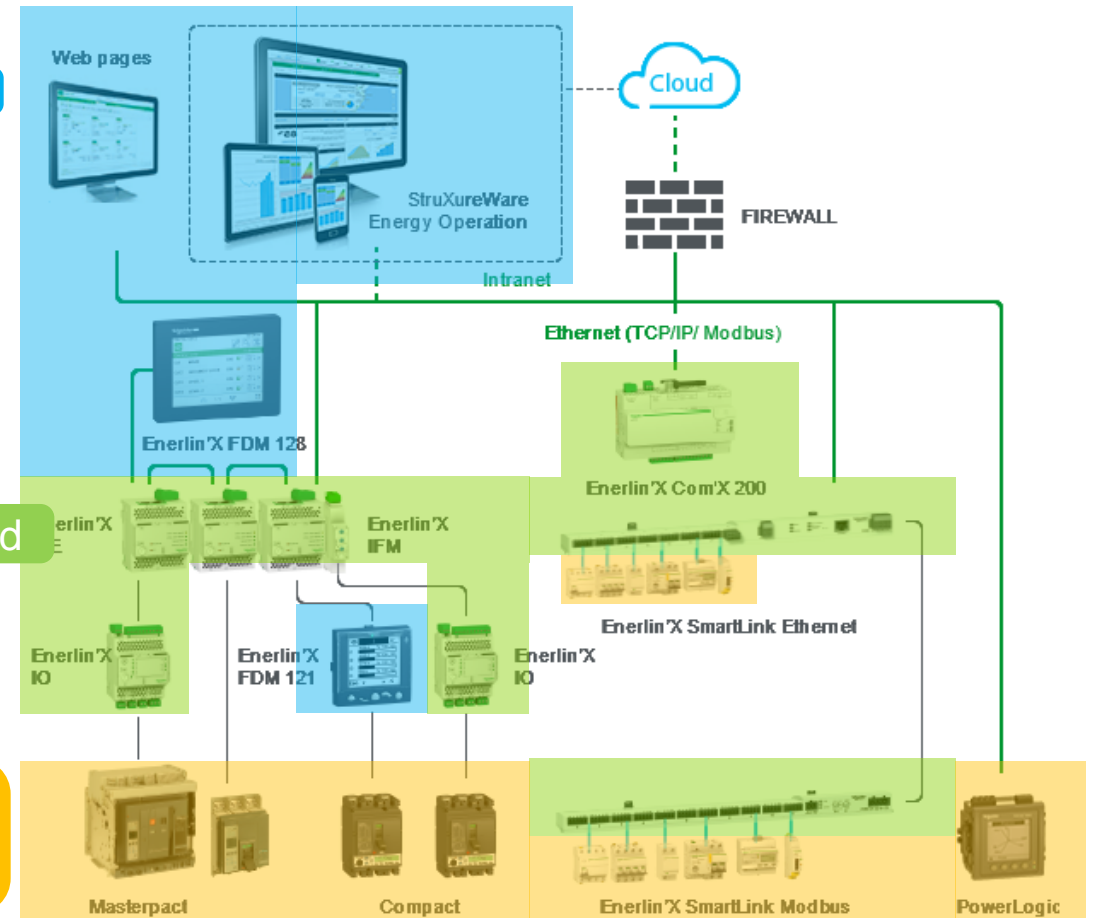 Web pages
Cloud
StruXureWare
Energy Operation
FIREWALL
Intranet
Ethernet (TCP/IP/ Modbus)
Enerlin'X FDM 128
Enerlin'X Com'X 200
d
erlin'X
E
Enerlin'X
IFM
Enerlin'X SmartLink Ethernet
Enerlin'X
IO
Enerlin'X
FDM 121
Enerlin'X
IO
Masterpact
Compact
Enerlin'X SmartLink Modbus
PowerLogic